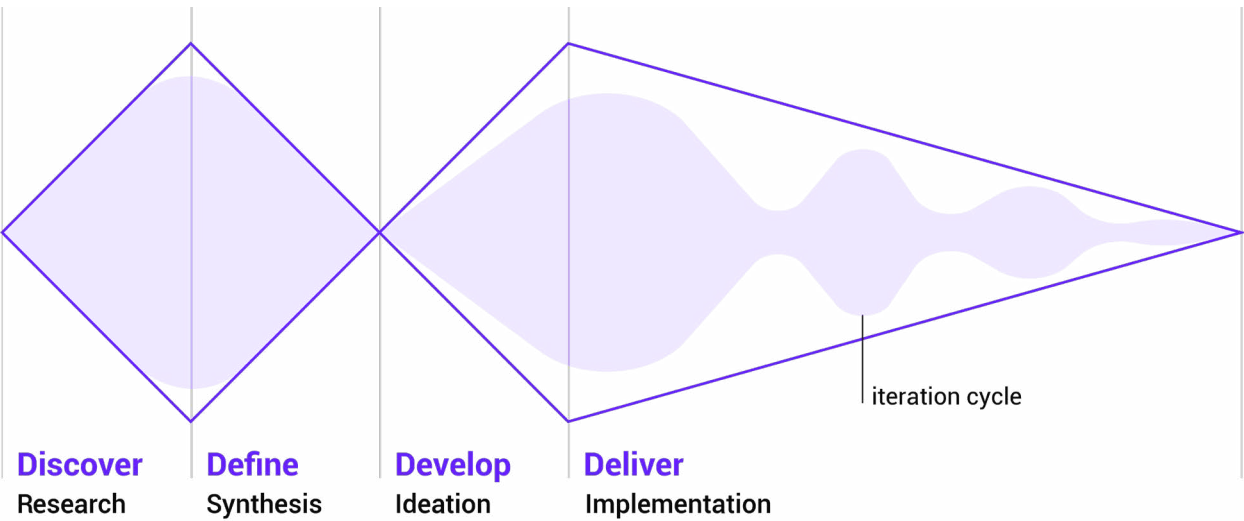 iteration cycle
Discover
Research
Define
Synthesis
Develop
Ideation
Deliver
Implementation